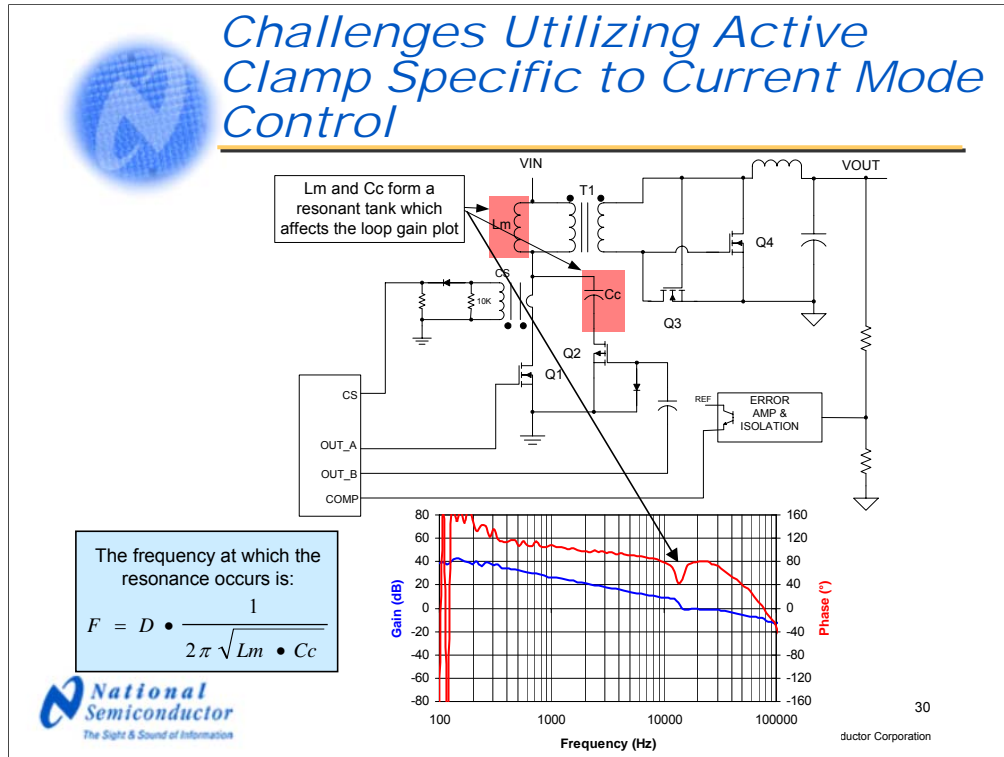 Challenges Utilizing Active
Clamp Specific to Current Mode
Control
VIN
VOUT
T1
Lm and Cc form a
resonant tank which
affects the loop gain plot
Lm
Q4
CS
Cc
10K
Q3
Q2
Q1
CS
REF
ERROR
AMP &
ISOLATION
OUT_A
OUT_B
COMP
The frequency at which the
resonance occurs is:
F = D • 1 / 2π √Lm • Cc
80
60
40
20
0
-20
-40
-60
-80
Gain (dB)
160
120
80
40
0
-40
-80
-120
-160
Phase (°)
100
1000
10000
100000
Frequency (Hz)
National
Semiconductor
The Sight & Sound of Information
30
ductor Corporation